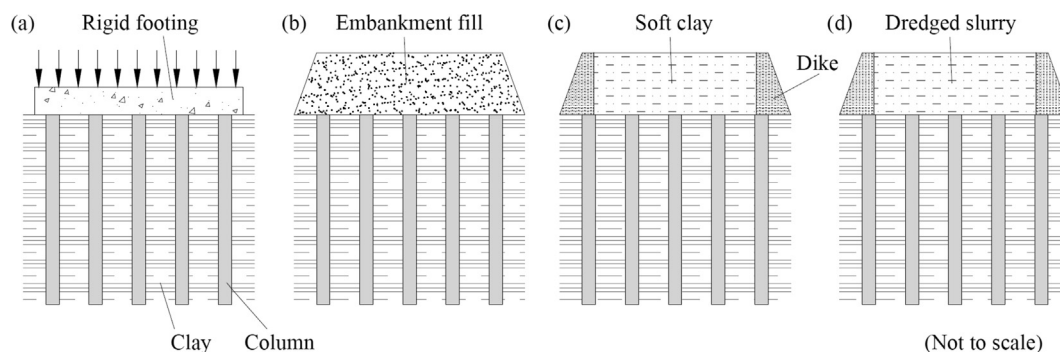 (a) Rigid footing
(b) Embankment fill
(c) Soft clay
(d) Dredged slurry
Dike
Clay
Column
(Not to scale)